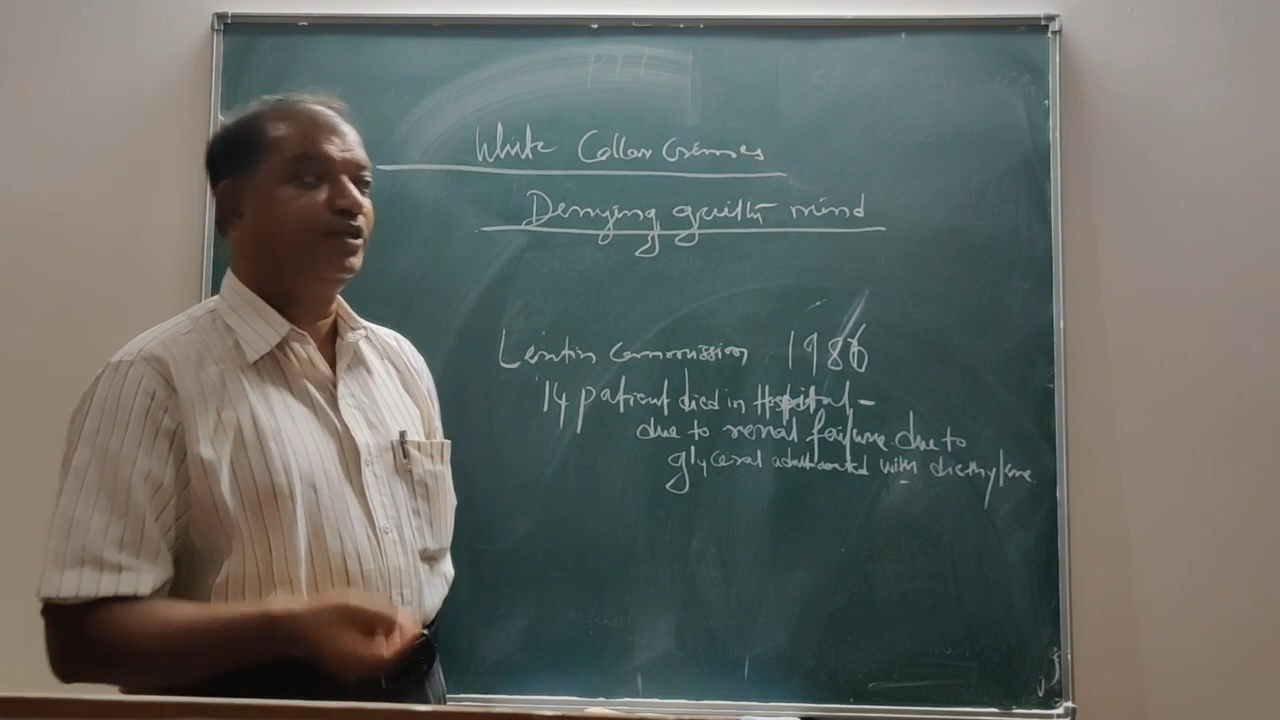 White Collar Crimes
Denying guilty mind
Lentin commission 1986
14 patient died in Hospital -
due to renal failure due to
glycerol adulterated with diethylene